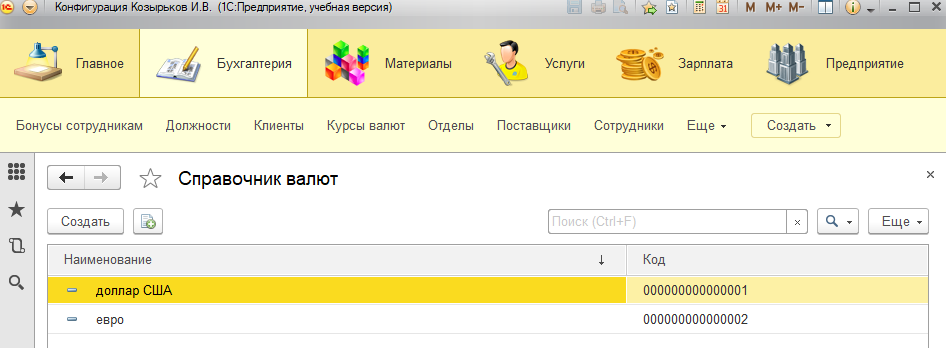 Конфигурация Козырьков И.В. (1С:Предприятие, учебная версия) M M+ M-
Главное Бухгалтерия Материалы Услуги Зарплата Предприятие
Бонусы сотрудникам Должности Клиенты Курсы валют Отделы Поставщики Сотрудники Еще Создать
Справочник валют
Создать Поиск (Ctrl+F) Еще
Наименование Код
доллар США 000000000000001
евро 000000000000002